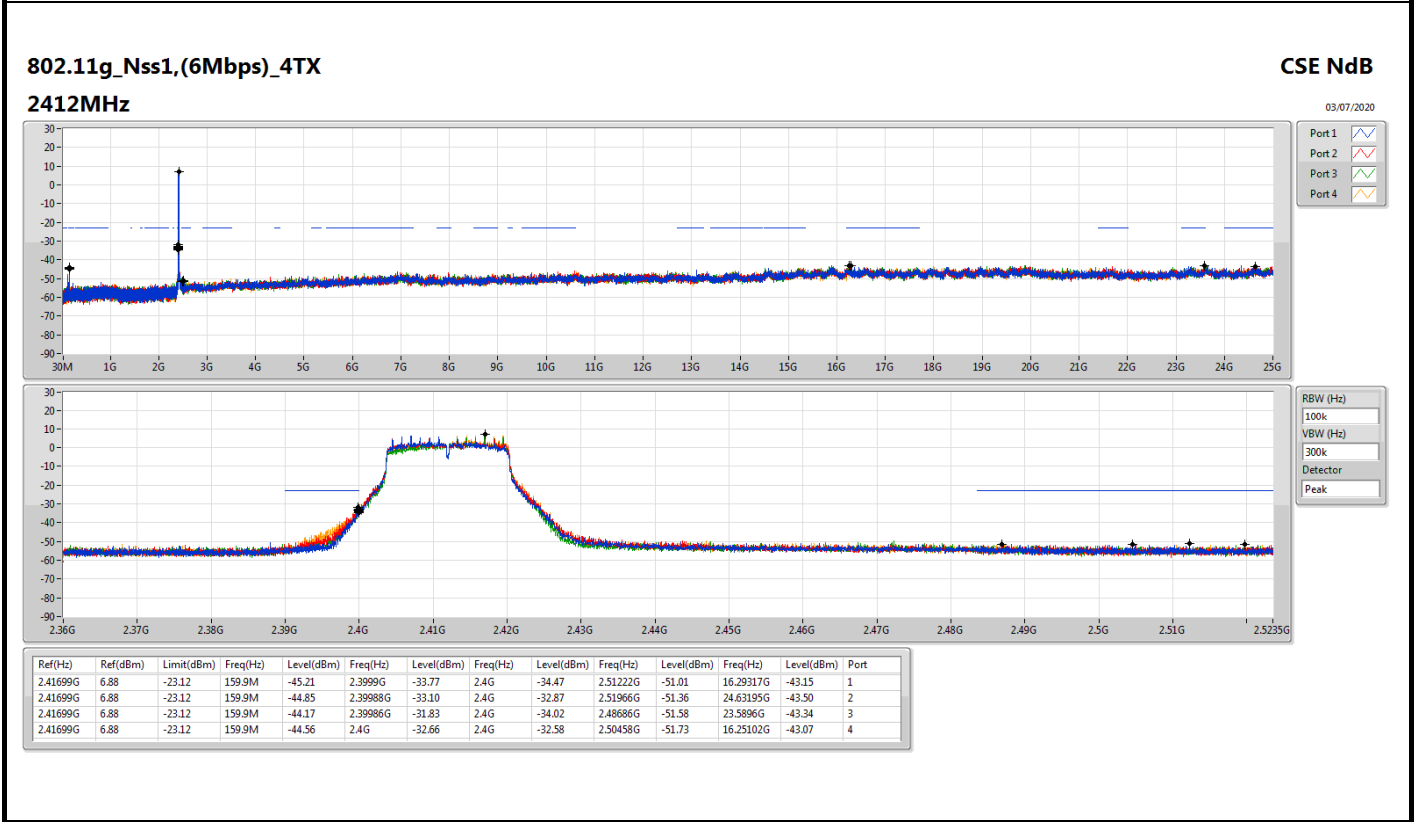 802.11g_Nss1,(6Mbps)_4TX
CSE NdB
2412MHz
03/07/2020
30
20
10
0
-10
-20
-30
-40
-50
-60
-70
-80
-90
30M 1G 2G 3G 4G 5G 6G 7G 8G 9G 10G 11G 12G 13G 14G 15G 16G 17G 18G 19G 20G 21G 22G 23G 24G 25G
Port 1
Port 2
Port 3
Port 4
30
20
10
0
-10
-20
-30
-40
-50
-60
-70
-80
-90
2.36G 2.37G 2.38G 2.39G 2.4G 2.41G 2.42G 2.43G 2.44G 2.45G 2.46G 2.47G 2.48G 2.49G 2.5G 2.51G 2.5235G
RBW (Hz)
100k
VBW (Hz)
300k
Detector
Peak
Ref(Hz) Ref(dBm) Limit(dBm) Freq(Hz) Level(dBm) Freq(Hz) Level(dBm) Freq(Hz) Level(dBm) Freq(Hz) Level(dBm) Freq(Hz) Level(dBm) Port
2.41699G 6.88 -23.12 159.9M -45.21 2.3999G -33.77 2.4G -34.47 2.51222G -51.01 16.29317G -43.15 1
2.41699G 6.88 -23.12 159.9M -44.85 2.39988G -33.10 2.4G -32.87 2.51966G -51.36 24.63195G -43.50 2
2.41699G 6.88 -23.12 159.9M -44.17 2.39986G -31.83 2.4G -34.02 2.48686G -51.58 23.5896G -43.34 3
2.41699G 6.88 -23.12 159.9M -44.56 2.4G -32.66 2.4G -32.58 2.50458G -51.73 16.25102G -43.07 4